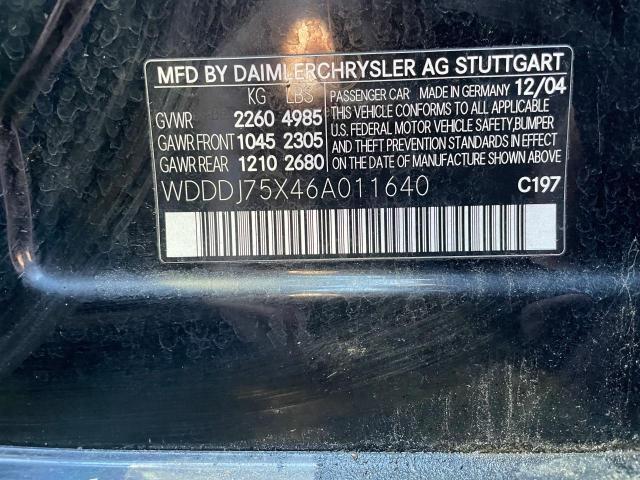 MFD BY DAIMLERCHRYSLER AG STUTTGART
KG LBS PASSENGER CAR MADE IN GERMANY 12/04
GVWR 2260 4985 THIS VEHICLE CONFORMS TO ALL APPLICABLE
GAWR FRONT 1045 2305 U.S. FEDERAL MOTOR VEHICLE SAFETY, BUMPER
GAWR REAR 1210 2680 AND THEFT PREVENTION STANDARDS IN EFFECT
ON THE DATE OF MANUFACTURE SHOWN ABOVE.
WDDDJ75X46A011640 C197